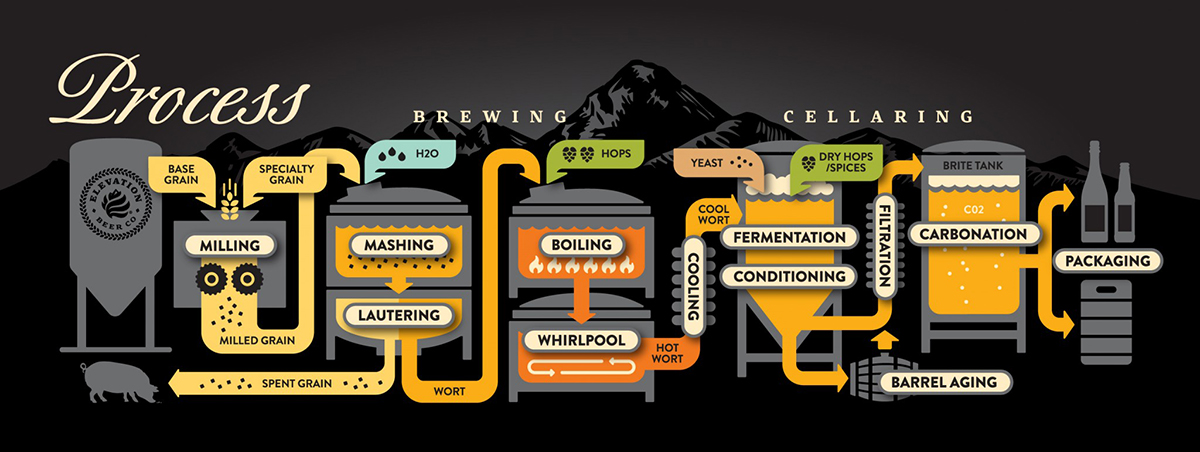 Process
BREWING
CELLARING
ELEVATION
BEER CO.
BASE
GRAIN
SPECIALTY
GRAIN
MILLING
MILLED GRAIN
H2O
MASHING
LAUTERING
SPENT GRAIN
WORT
HOPS
BOILING
WHIRLPOOL
HOT
WORT
COOLING
COOL
WORT
YEAST
DRY HOPS
/SPICES
FERMENTATION
CONDITIONING
FILTRATION
BARREL AGING
BRITE TANK
C02
CARBONATION
PACKAGING